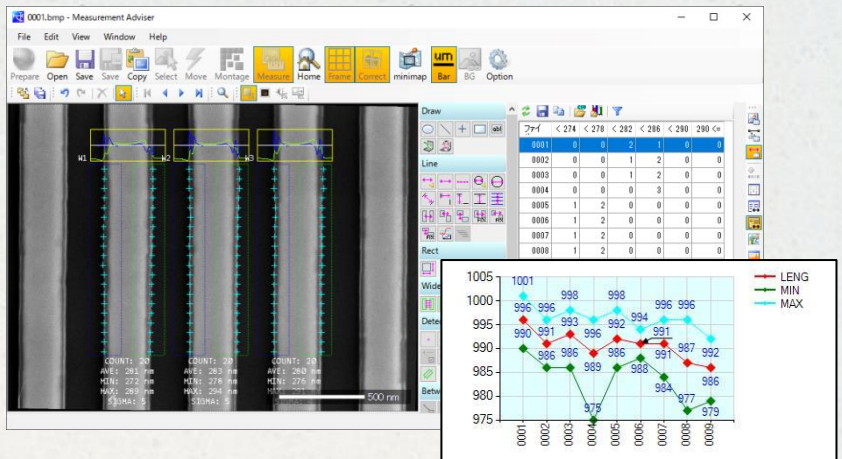 0001.bmp - Measurement Adviser
File Edit View Window Help
Prepare Open Save Save Copy Select Move Montage Measure Home Frame Correct minimap Bar BG Option
um
Draw
abl
Line
Rect
Wide
Detec
Betw
ファイ < 274 < 278 < 282 < 286 < 290 290 <=
0001 0 0 2 1 0 0
0002 0 0 1 2 0 0
0003 0 0 1 2 0 0
0004 0 0 0 3 0 0
0005 1 2 0 0 0 0
0006 1 2 0 0 0 0
0007 1 2 0 0 0 0
0008 1 2 0 0 0 0
W1 W2 W3
COUNT: 20 COUNT: 20 COUNT: 20
AVE: 281 nm AVE: 283 nm AVE: 280 nm
MIN: 272 nm MIN: 278 nm MIN: 276 nm
MAX: 289 nm MAX: 294 nm
SIGMA: 5 SIGMA: 5
500 nm
1005
1000
995
990
985
980
975
1001 996 998 996 998 994 996 996 992
996 991 993 989 992 991 991 987 986
990 986 986 975 986 988 984 977 979
0001 0002 0003 0004 0005 0006 0007 0008 0009
LENG
MIN
MAX